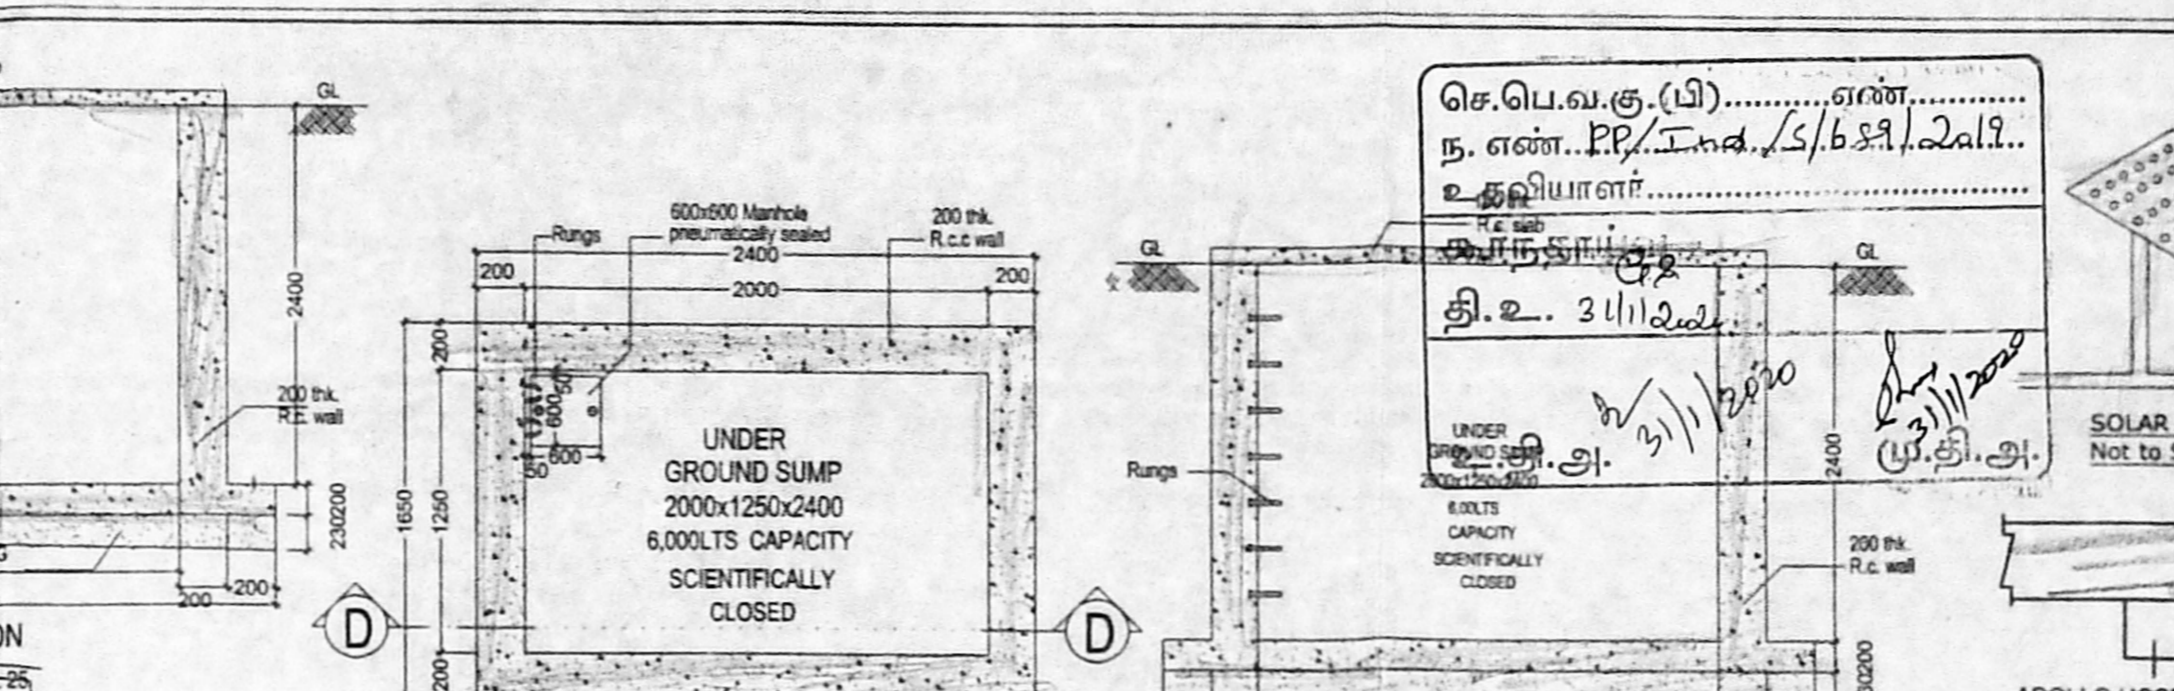 GL
2400
200 thk.
R.E. wall
230200
200
200
600x600 Manhole
pneumatically sealed
Rungs
200 thk.
R.c.c wall
2400
200
2000
200
200
1650
1250
200
50
600
600
50
UNDER
GROUND SUMP
2000x1250x2400
6,000LTS CAPACITY
SCIENTIFICALLY
CLOSED
D
D
GL
R.c. slab
GL
Rungs
UNDER
GROUND SUMP
2000x1250x2400
6,00LTS
CAPACITY
SCIENTIFICALLY
CLOSED
2400
200 thk.
R.c. wall
செ.பெ.வ.கு.(பி)...........எண்............
ந. எண்..P.P/.Ind./S/.689/.2019..
உதவியாளர்
தி.உ. 31/1/2020
31/1/2020
31/1/2020
மு.தி.அ.
SOLAR
Not to